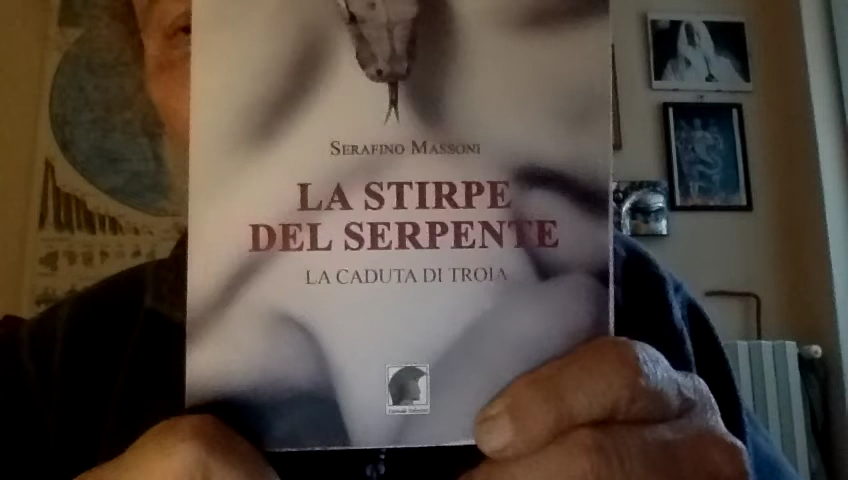 SERAFINO MASSONI
LA STIRPE
DEL SERPENTE
LA CADUTA DI TROIA